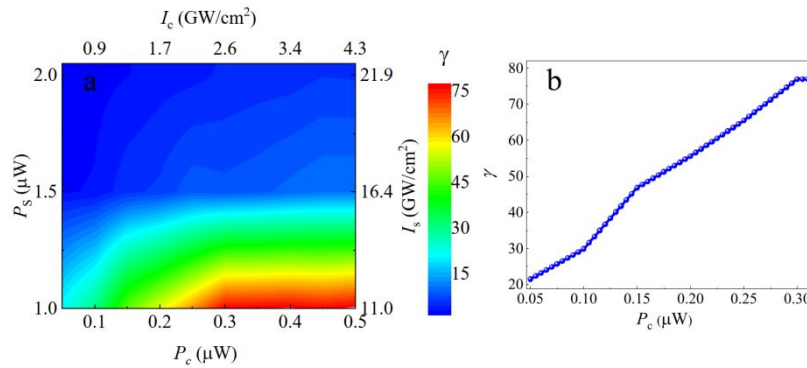 I_c (GW/cm²)
0.9 1.7 2.6 3.4 4.3
a
2.0
1.5
1.0
P_S (μW)
0.1 0.2 0.3 0.4 0.5
P_c (μW)
21.9
16.4
11.0
I_s (GW/cm²)
γ
75
60
45
30
15
b
80
70
60
50
40
30
20
γ
0.05 0.10 0.15 0.20 0.25 0.30
P_c (μW)